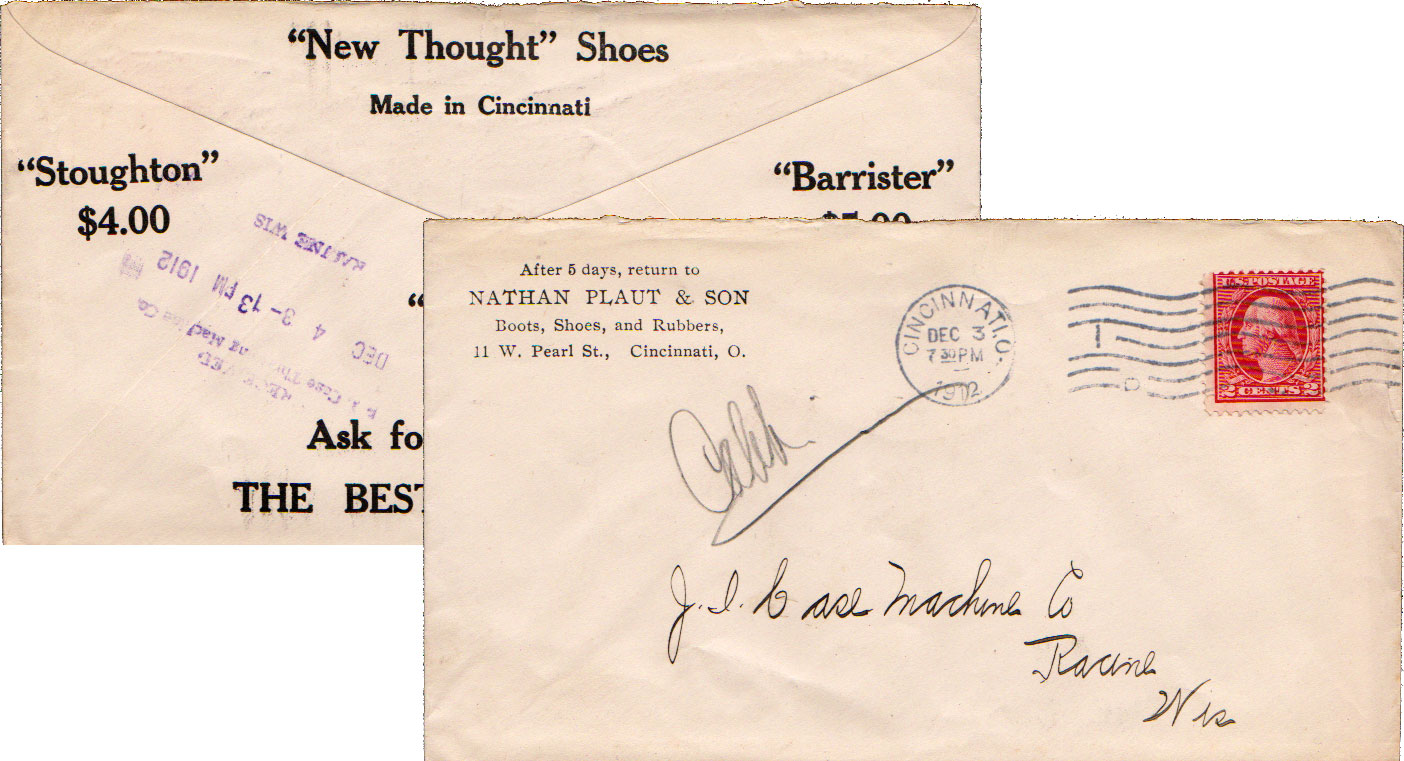 “New Thought” Shoes
Made in Cincinnati
“Stoughton”
$4.00
“Barrister”
RACINE WIS
DEC 4 3-13 PM 1912
RECEIVED
“
Ask fo
THE BEST
After 5 days, return to
NATHAN PLAUT & SON
Boots, Shoes, and Rubbers,
11 W. Pearl St., Cincinnati, O.
CINCINNATI, O.
DEC 3
7 30 PM
1912
U.S. POSTAGE
2 CENTS 2
J. I. Case Machine Co
Racine
Wis